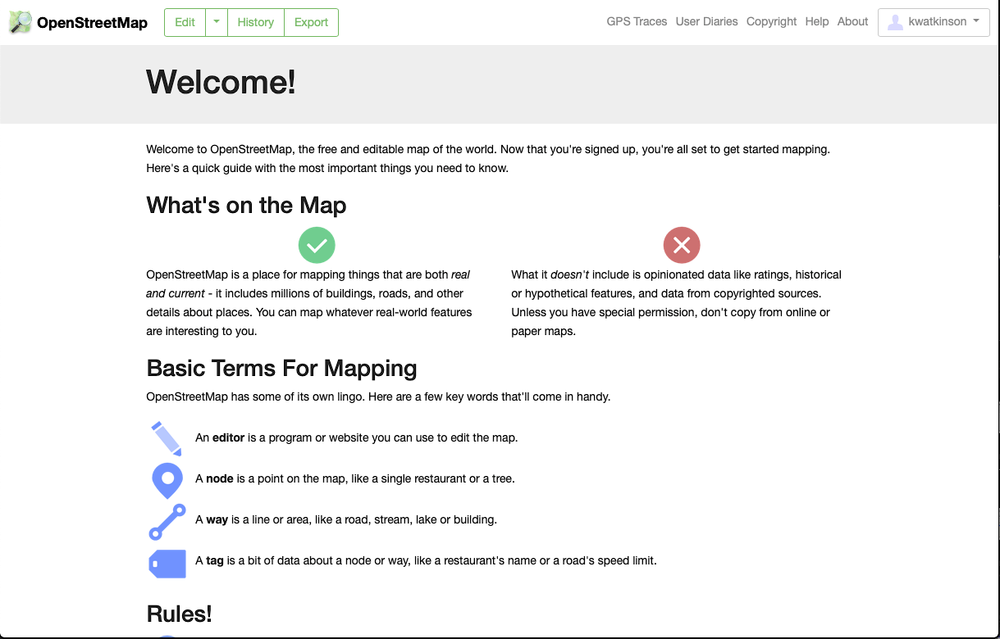 OpenStreetMap
Edit
History
Export
GPS Traces
User Diaries
Copyright
Help
About
kwatkinson
Welcome!
Welcome to OpenStreetMap, the free and editable map of the world. Now that you're signed up, you're all set to get started mapping.
Here's a quick guide with the most important things you need to know.
What's on the Map
OpenStreetMap is a place for mapping things that are both real
and current - it includes millions of buildings, roads, and other
details about places. You can map whatever real-world features
are interesting to you.
What it doesn't include is opinionated data like ratings, historical
or hypothetical features, and data from copyrighted sources.
Unless you have special permission, don't copy from online or
paper maps.
Basic Terms For Mapping
OpenStreetMap has some of its own lingo. Here are a few key words that'll come in handy.
An editor is a program or website you can use to edit the map.
A node is a point on the map, like a single restaurant or a tree.
A way is a line or area, like a road, stream, lake or building.
A tag is a bit of data about a node or way, like a restaurant's name or a road's speed limit.
Rules!